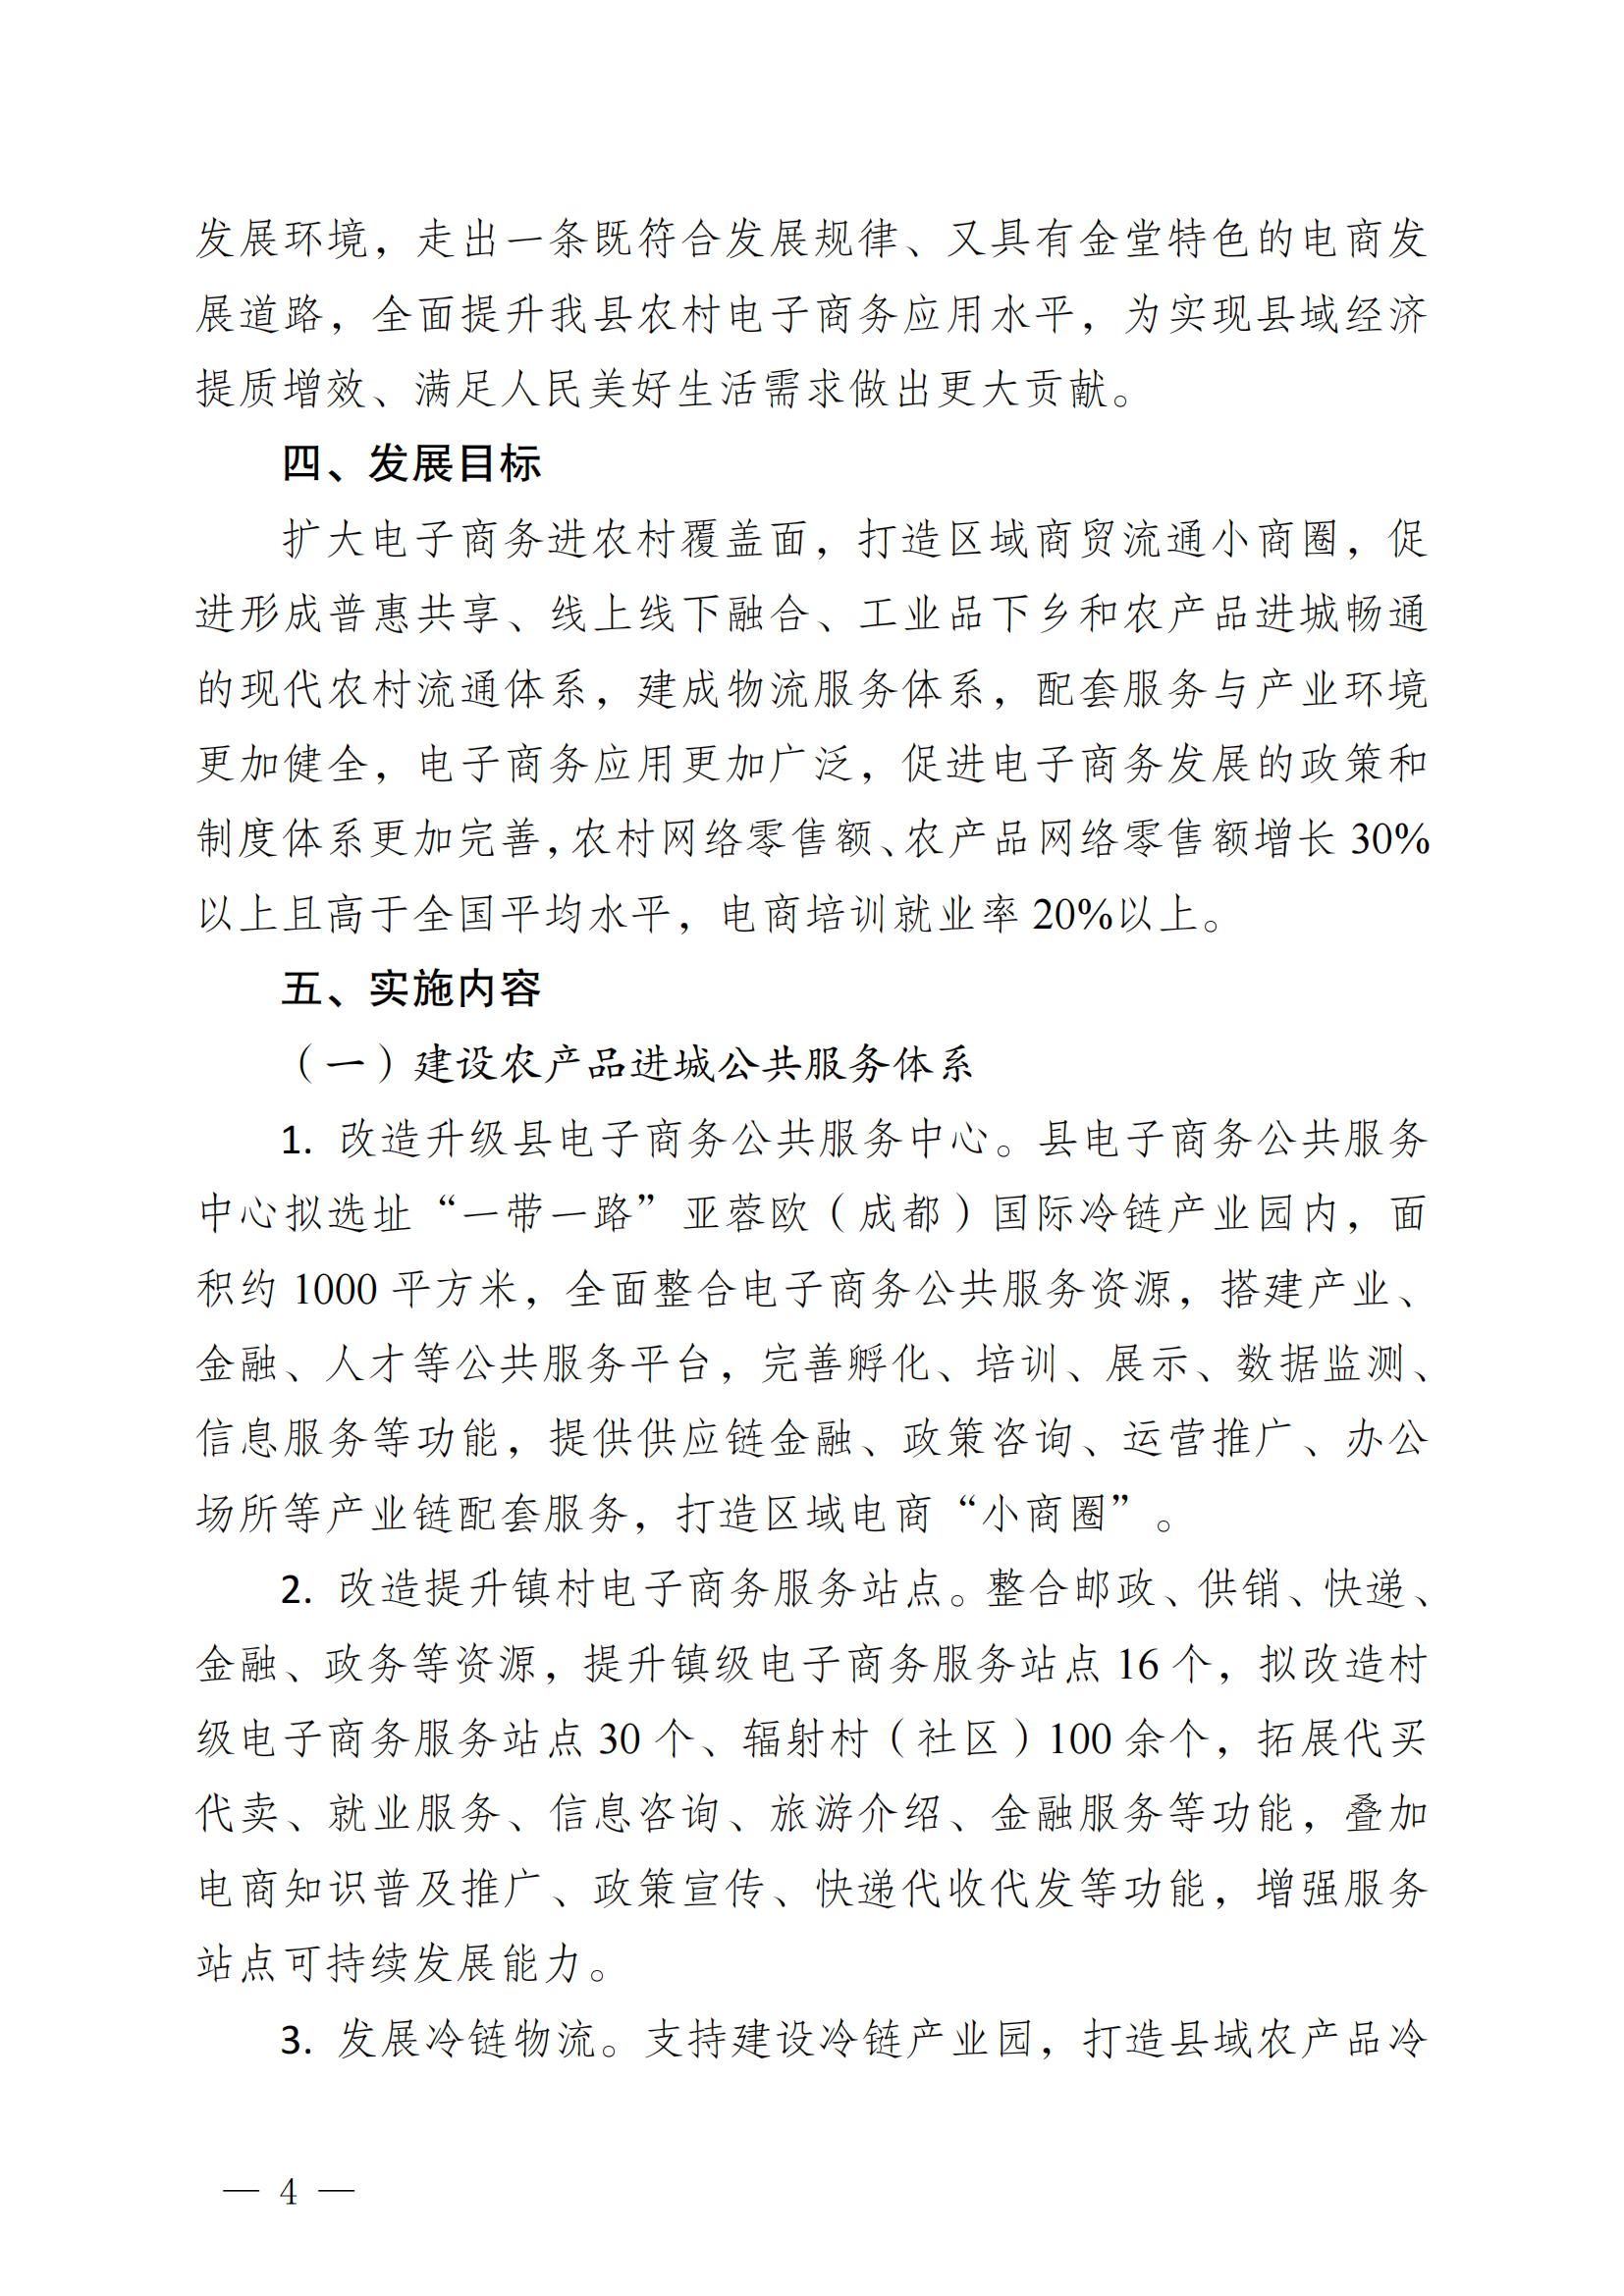 发展环境，走出一条既符合发展规律、又具有金堂特色的电商发
展道路，全面提升我县农村电子商务应用水平，为实现县域经济
提质增效、满足人民美好生活需求做出更大贡献。
四、发展目标
扩大电子商务进农村覆盖面，打造区域商贸流通小商圈，促
进形成普惠共享、线上线下融合、工业品下乡和农产品进城畅通
的现代农村流通体系，建成物流服务体系，配套服务与产业环境
更加健全，电子商务应用更加广泛，促进电子商务发展的政策和
制度体系更加完善，农村网络零售额、农产品网络零售额增长 30%
以上且高于全国平均水平，电商培训就业率 20%以上。
五、实施内容
（一）建设农产品进城公共服务体系
1. 改造升级县电子商务公共服务中心。县电子商务公共服务
中心拟选址“一带一路”亚蓉欧（成都）国际冷链产业园内，面
积约 1000 平方米，全面整合电子商务公共服务资源，搭建产业、
金融、人才等公共服务平台，完善孵化、培训、展示、数据监测、
信息服务等功能，提供供应链金融、政策咨询、运营推广、办公
场所等产业链配套服务，打造区域电商“小商圈”。
2. 改造提升镇村电子商务服务站点。整合邮政、供销、快递、
金融、政务等资源，提升镇级电子商务服务站点 16 个，拟改造村
级电子商务服务站点 30 个、辐射村（社区）100 余个，拓展代买
代卖、就业服务、信息咨询、旅游介绍、金融服务等功能，叠加
电商知识普及推广、政策宣传、快递代收代发等功能，增强服务
站点可持续发展能力。
3. 发展冷链物流。支持建设冷链产业园，打造县域农产品冷
— 4 —